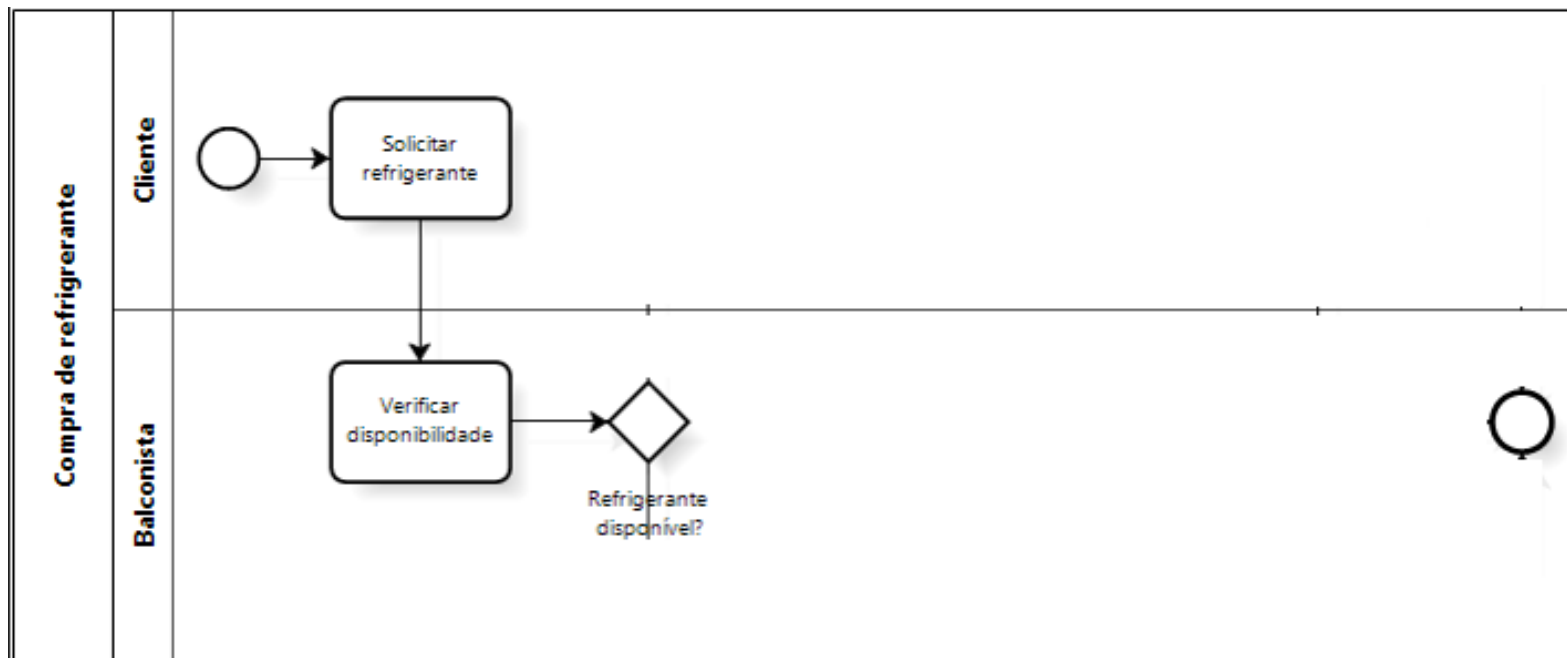 Compra de refrigrerante
Cliente
Solicitar
refrigerante
Balconista
Verificar
disponibilidade
Refrigerante
disponível?